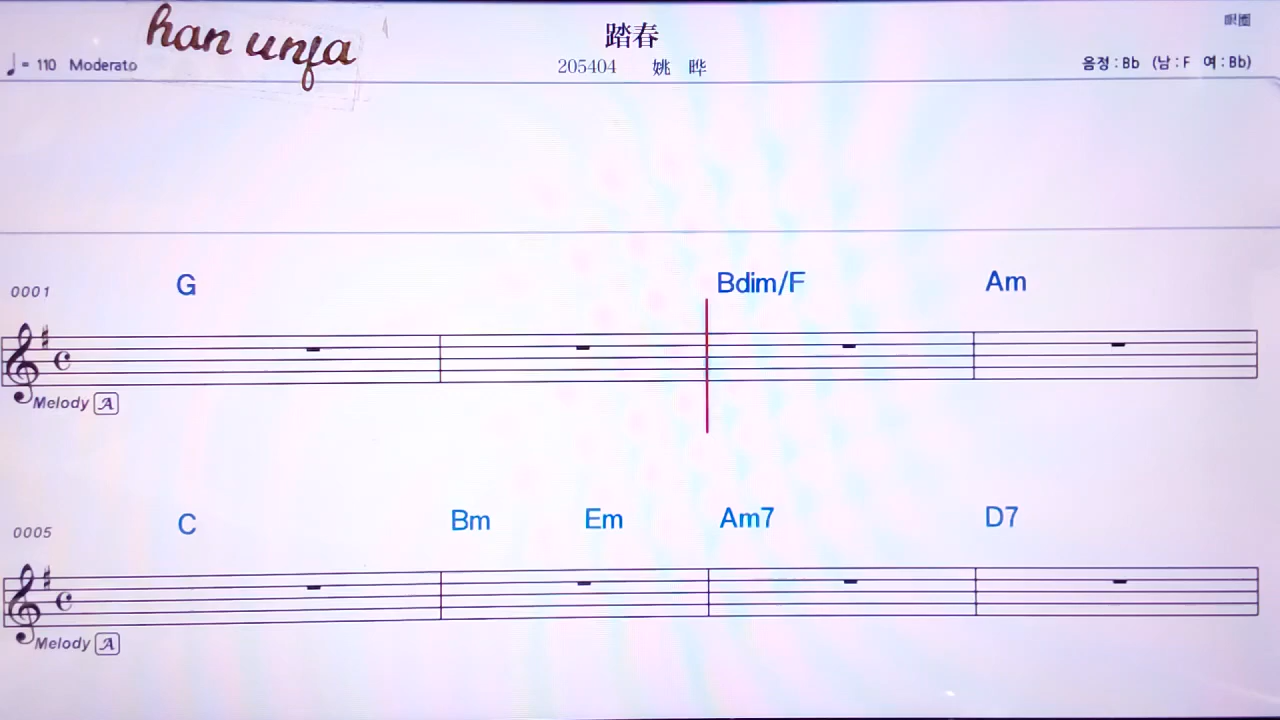 han unfa
踏春
♩= 110 Moderato
205404 姚 晔
음정 : Bb (남 : F 여 : Bb)
G Bdim/F Am
0001
Melody A
C Bm Em Am7 D7
0005
Melody A